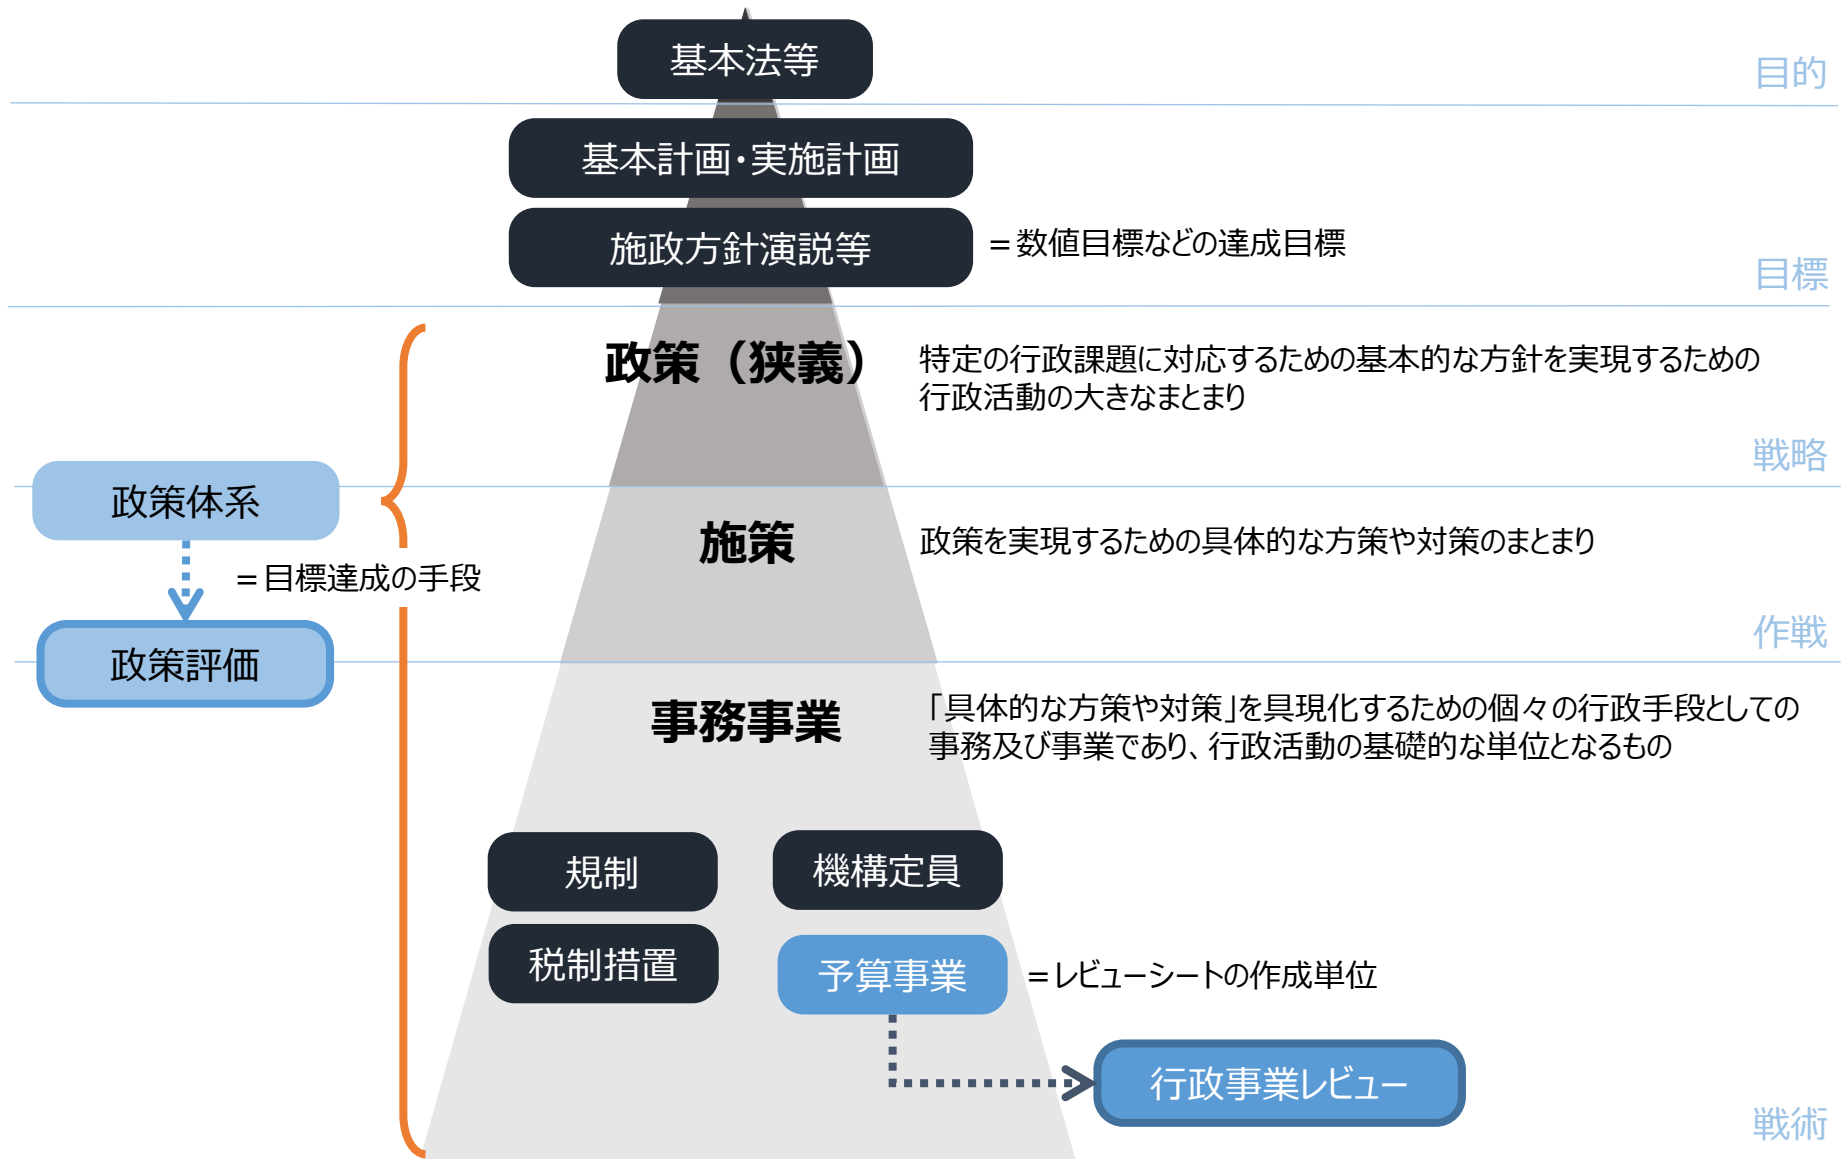 基本法等
目的
基本計画・実施計画
施政方針演説等
=数値目標などの達成目標
目標
政策（狭義）
特定の行政課題に対応するための基本的な方針を実現するための
行政活動の大きなまとまり
戦略
政策体系
施策
政策を実現するための具体的な方策や対策のまとまり
=目標達成の手段
作戦
政策評価
事務事業
「具体的な方策や対策」を具現化するための個々の行政手段としての
事務及び事業であり、行政活動の基礎的な単位となるもの
規制
機構定員
税制措置
予算事業
=レビューシートの作成単位
行政事業レビュー
戦術